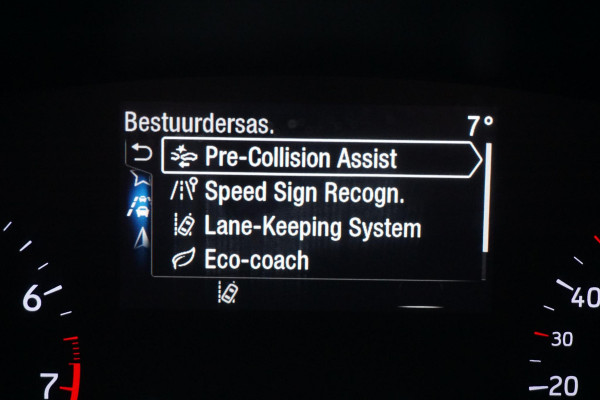 Bestuurdersas. 7°
Pre-Collision Assist
Speed Sign Recogn.
Lane-Keeping System
Eco-coach
6
7
40
30
20